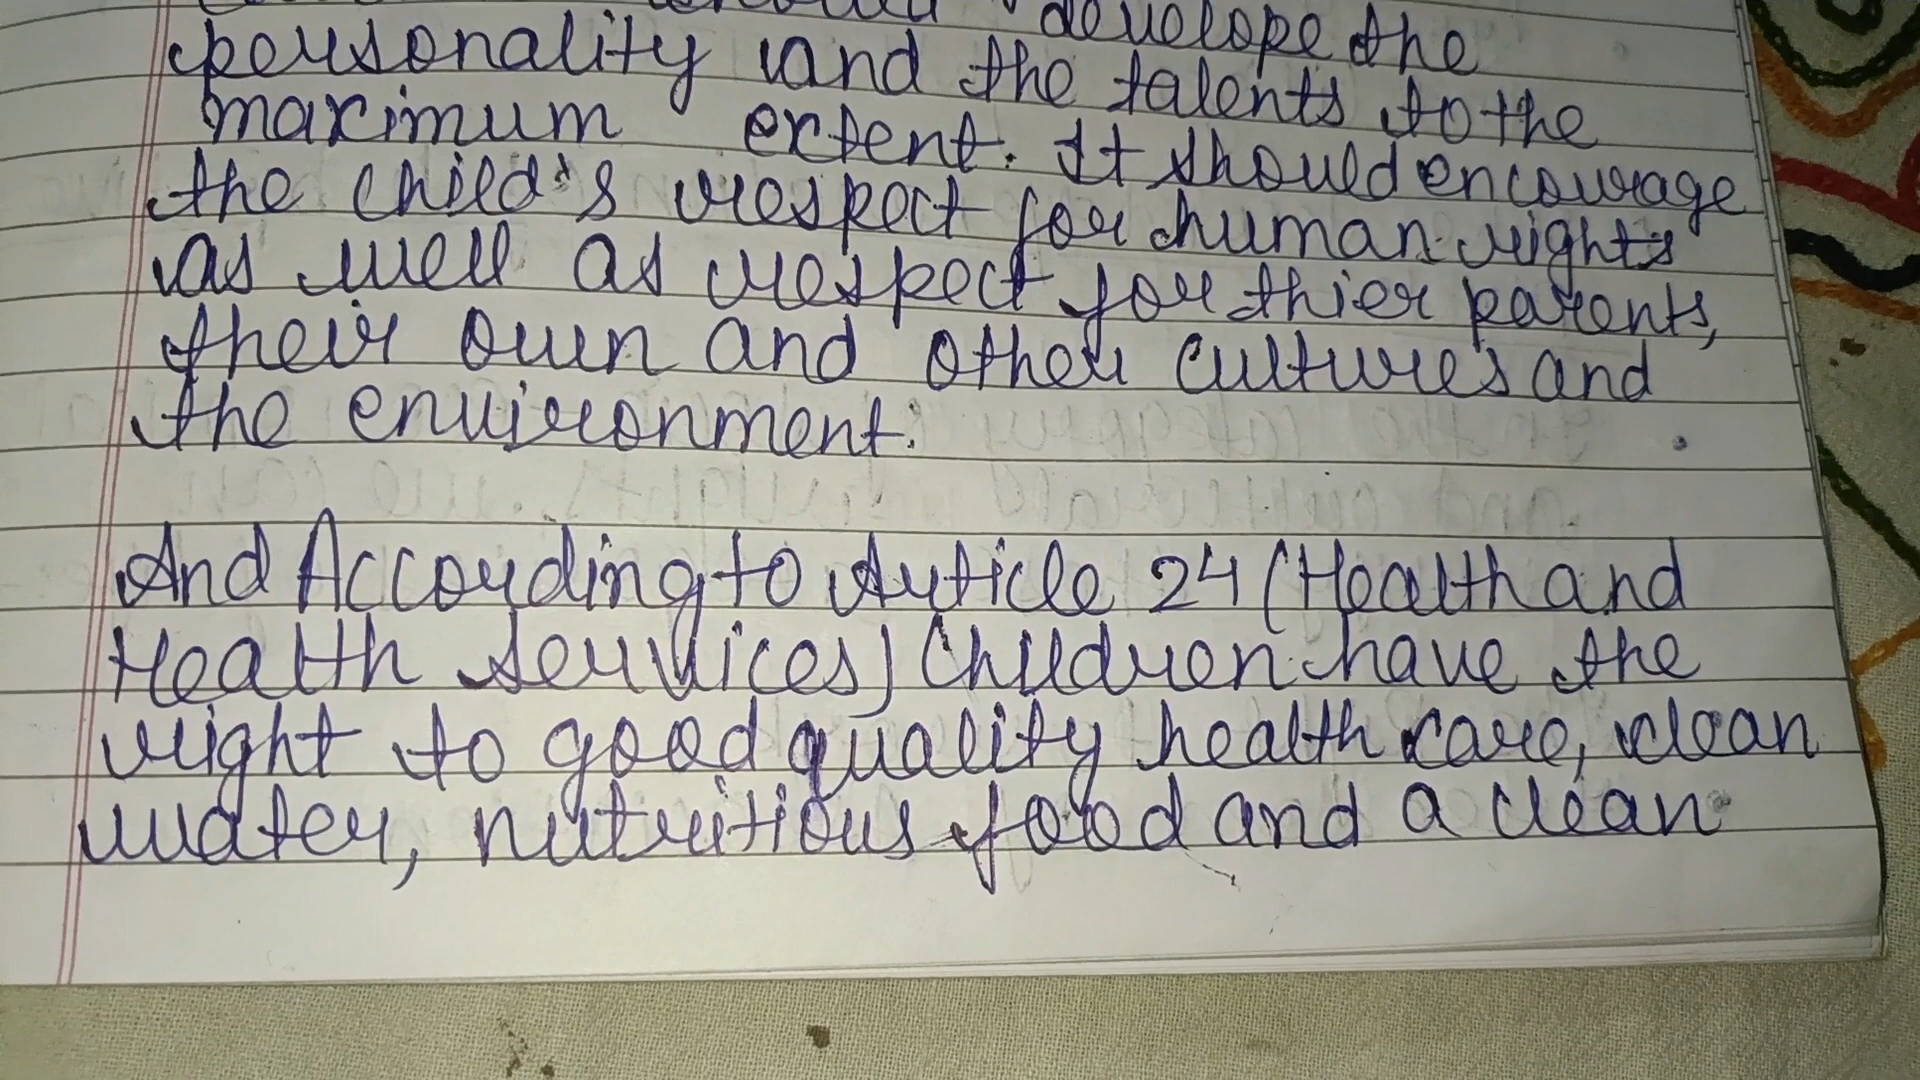 develope the
personality and the talents to the
maximum extent. It should encourage
the child's respect for human rights
as well as respect for thier parents,
their own and other cultures and
the environment.
And According to Article 24 (Health and
Health Services) Children have the
right to good quality health care, clean
water, nutritious food and a clean